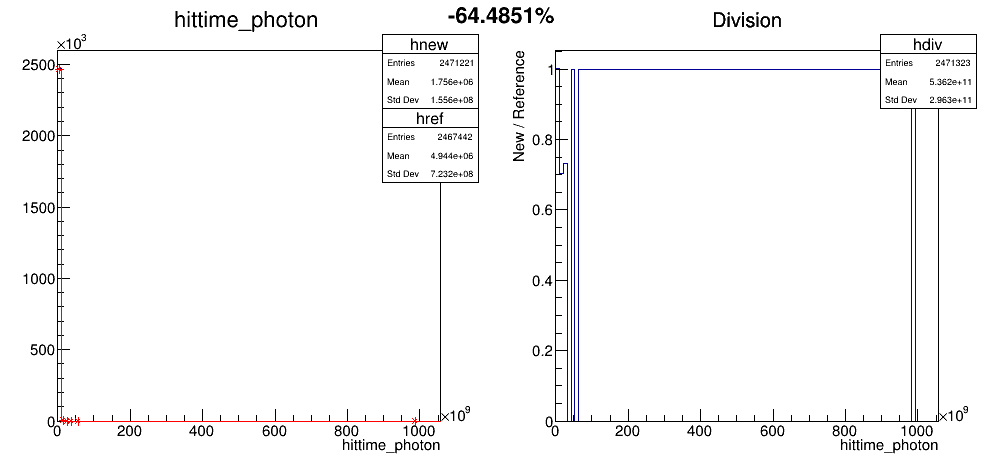 hittime_photon
-64.4851%
Division
×10³
hnew
Entries 2471221
Mean 1.756e+06
Std Dev 1.556e+08
href
Entries 2467442
Mean 4.944e+06
Std Dev 7.232e+08
2500
2000
1500
1000
500
0
0 200 400 600 800 1000
×10⁹
hittime_photon
New / Reference
hdiv
Entries 2471323
Mean 5.362e+11
Std Dev 2.963e+11
1
0.8
0.6
0.4
0.2
0
0 200 400 600 800 1000
×10⁹
hittime_photon